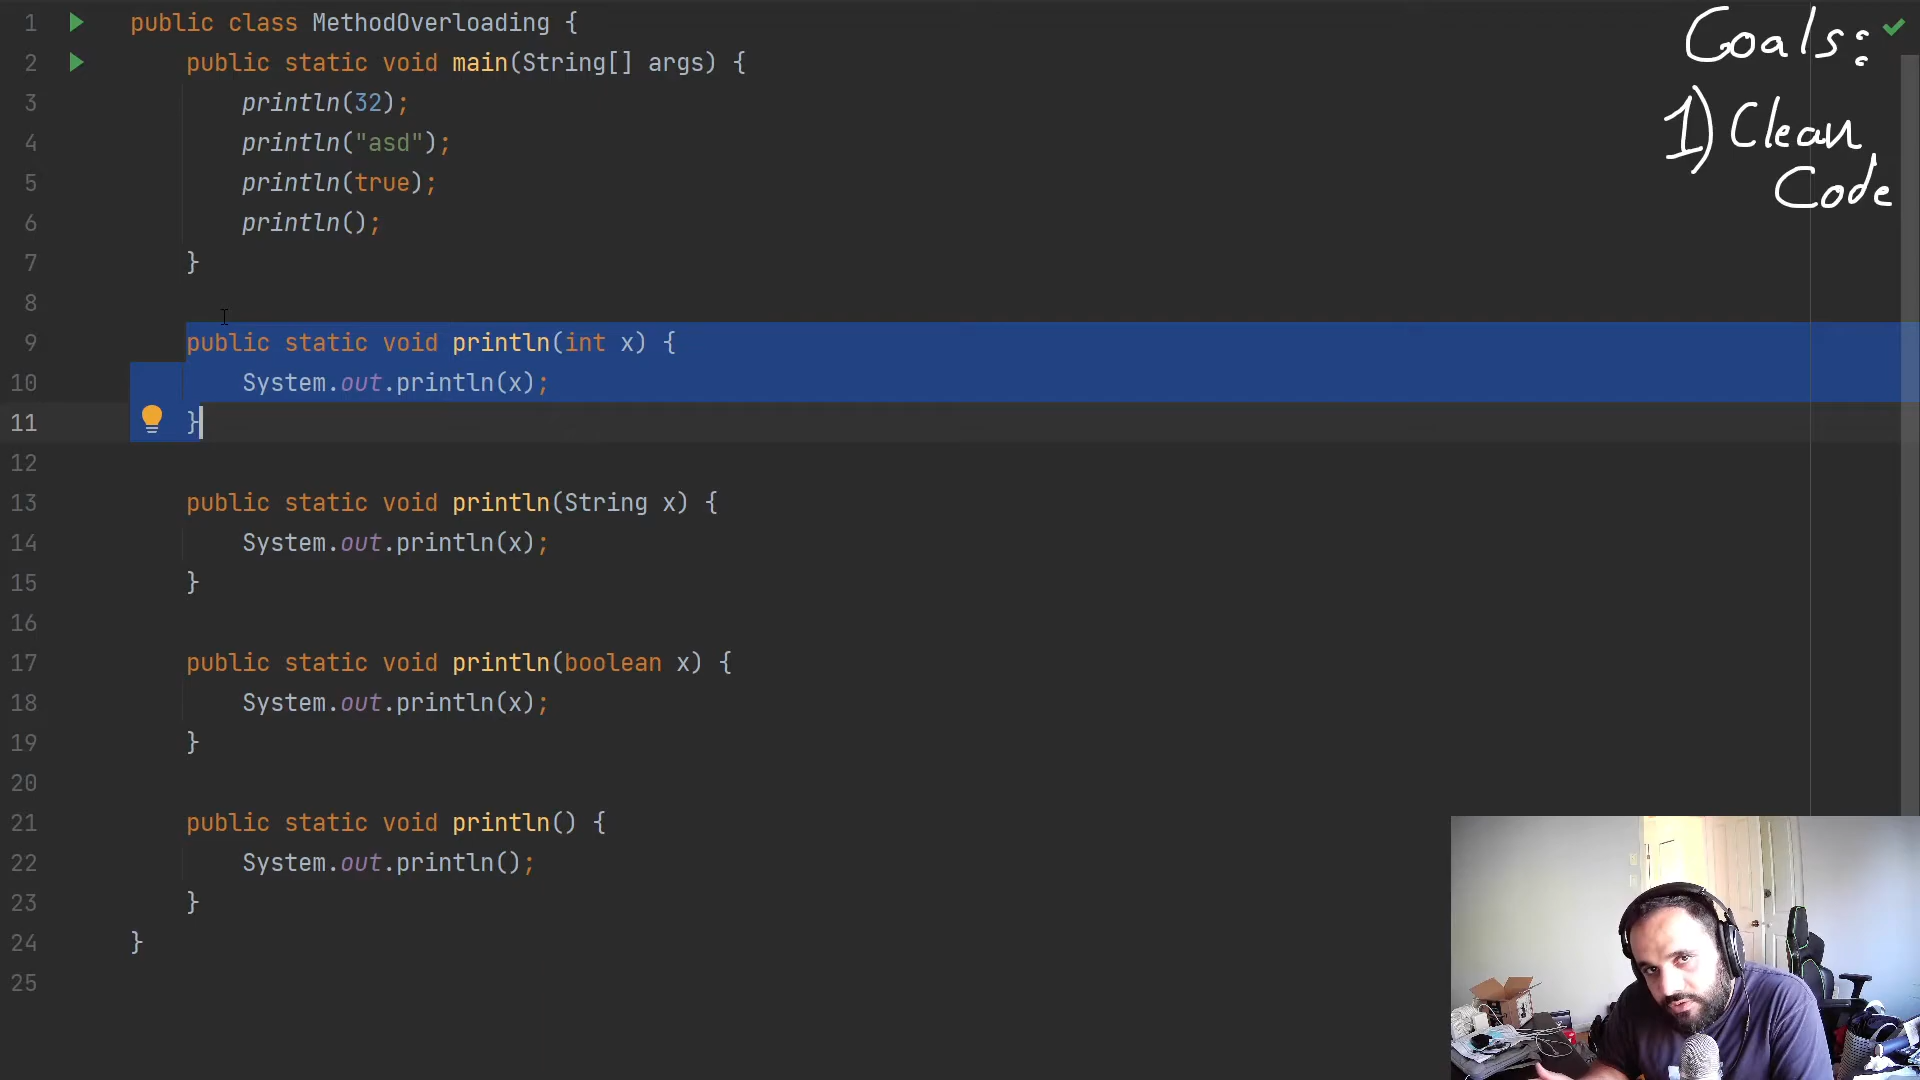 1 public class MethodOverloading {
2 public static void main(String[] args) {
3 println(32);
4 println("asd");
5 println(true);
6 println();
7 }
8
9 public static void println(int x) {
10 System.out.println(x);
11 }
12
13 public static void println(String x) {
14 System.out.println(x);
15 }
16
17 public static void println(boolean x) {
18 System.out.println(x);
19 }
20
21 public static void println() {
22 System.out.println();
23 }
24 }
25
Goals:
1) Clean
Code